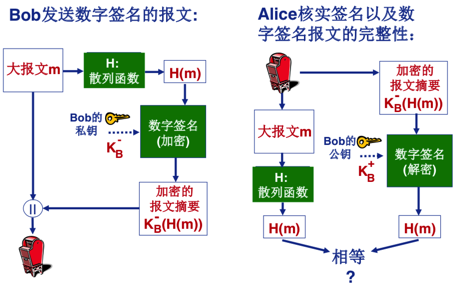 Bob发送数字签名的报文:
大报文m
H:
散列函数
H(m)
Bob的
私钥
K_B^-
数字签名
(加密)
加密的
报文摘要
K_B^-(H(m))
||
Alice核实签名以及数
字签名报文的完整性:
加密的
报文摘要
K_B^-(H(m))
大报文m
Bob的
公钥
K_B^+
数字签名
(解密)
H:
散列函数
H(m)
H(m)
相等
?